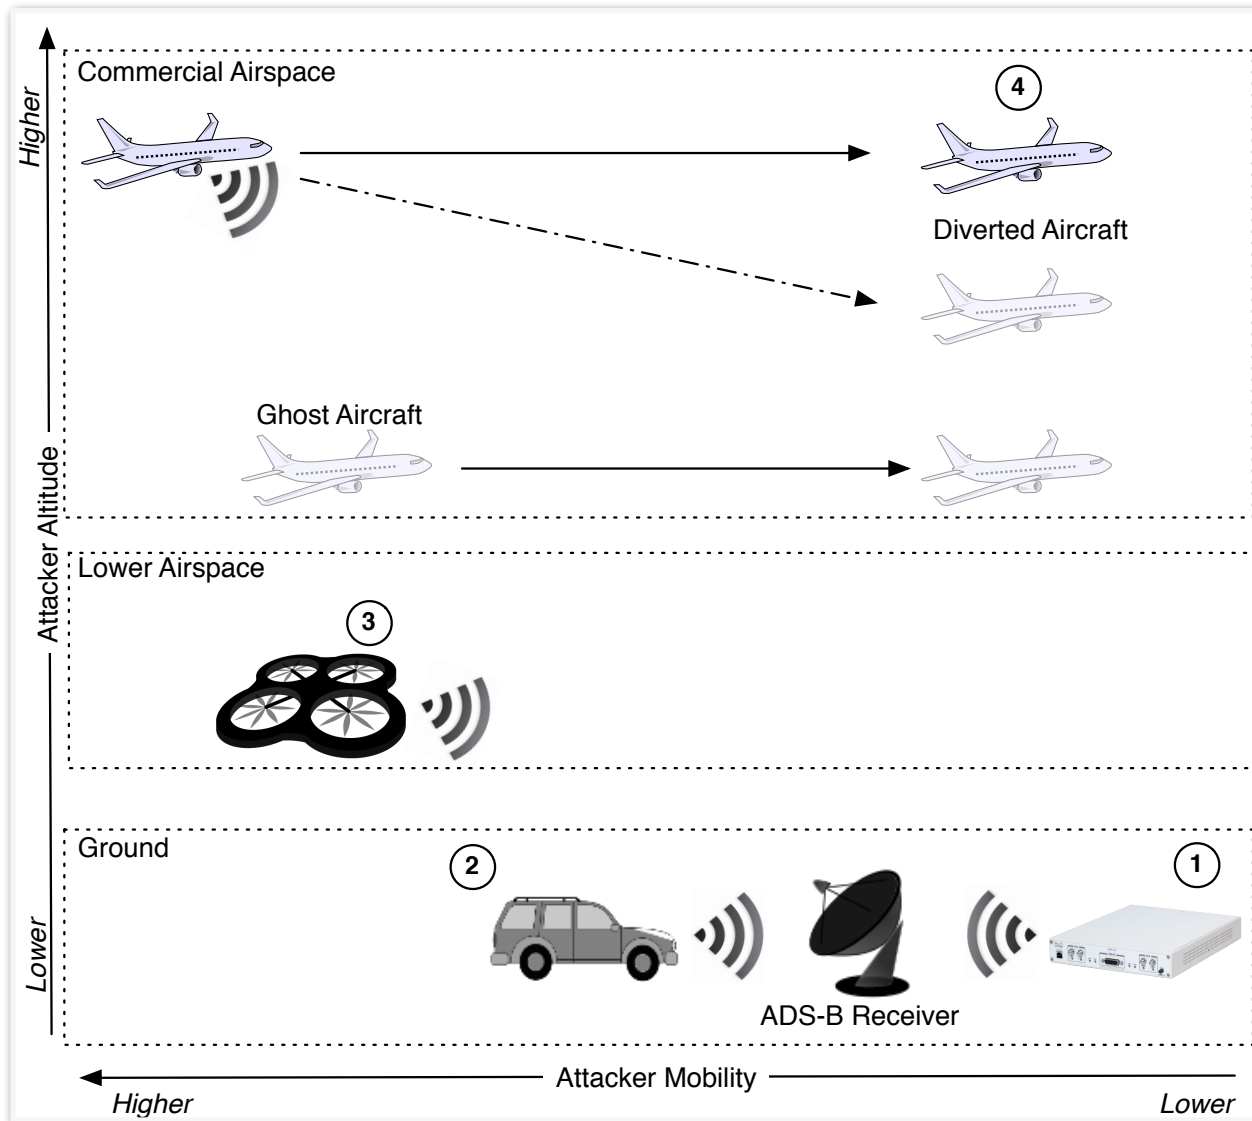 Commercial Airspace
4
Higher
Diverted Aircraft
Ghost Aircraft
Attacker Altitude
Lower Airspace
3
Ground
2
1
Lower
ADS-B Receiver
Attacker Mobility
Higher
Lower